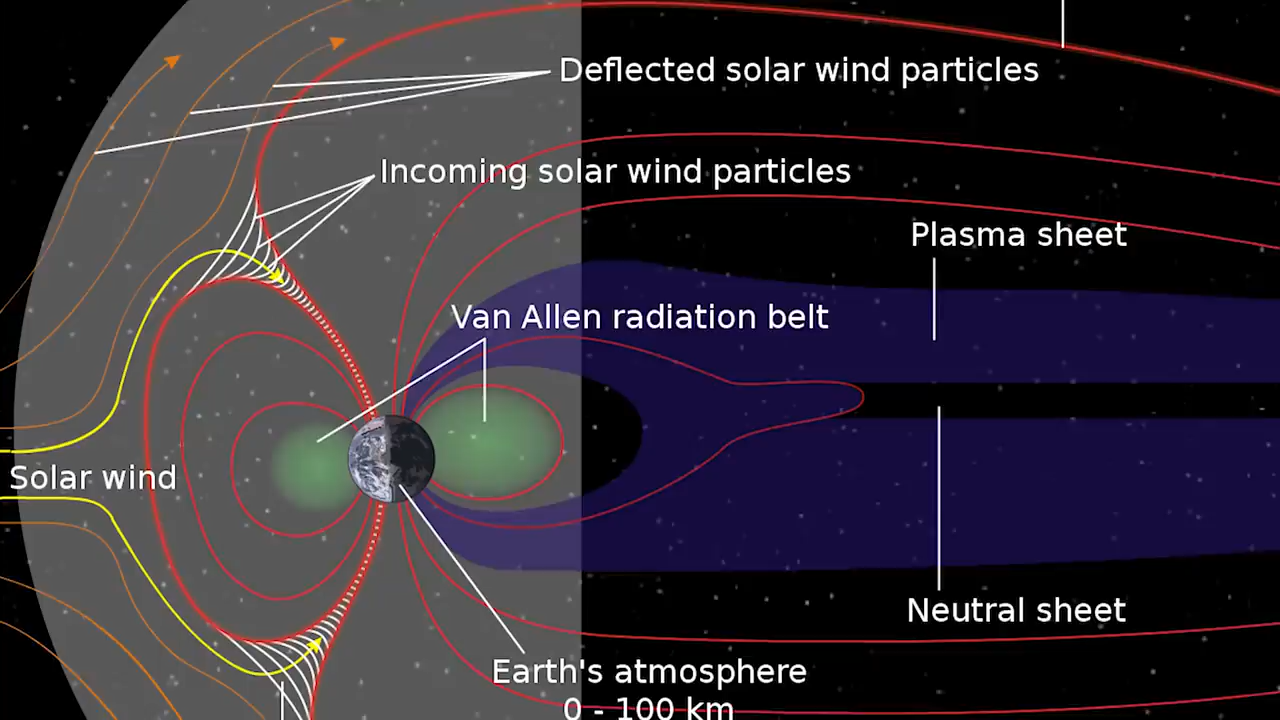 Deflected solar wind particles
Incoming solar wind particles
Plasma sheet
Van Allen radiation belt
Solar wind
Neutral sheet
Earth's atmosphere
0 - 100 km